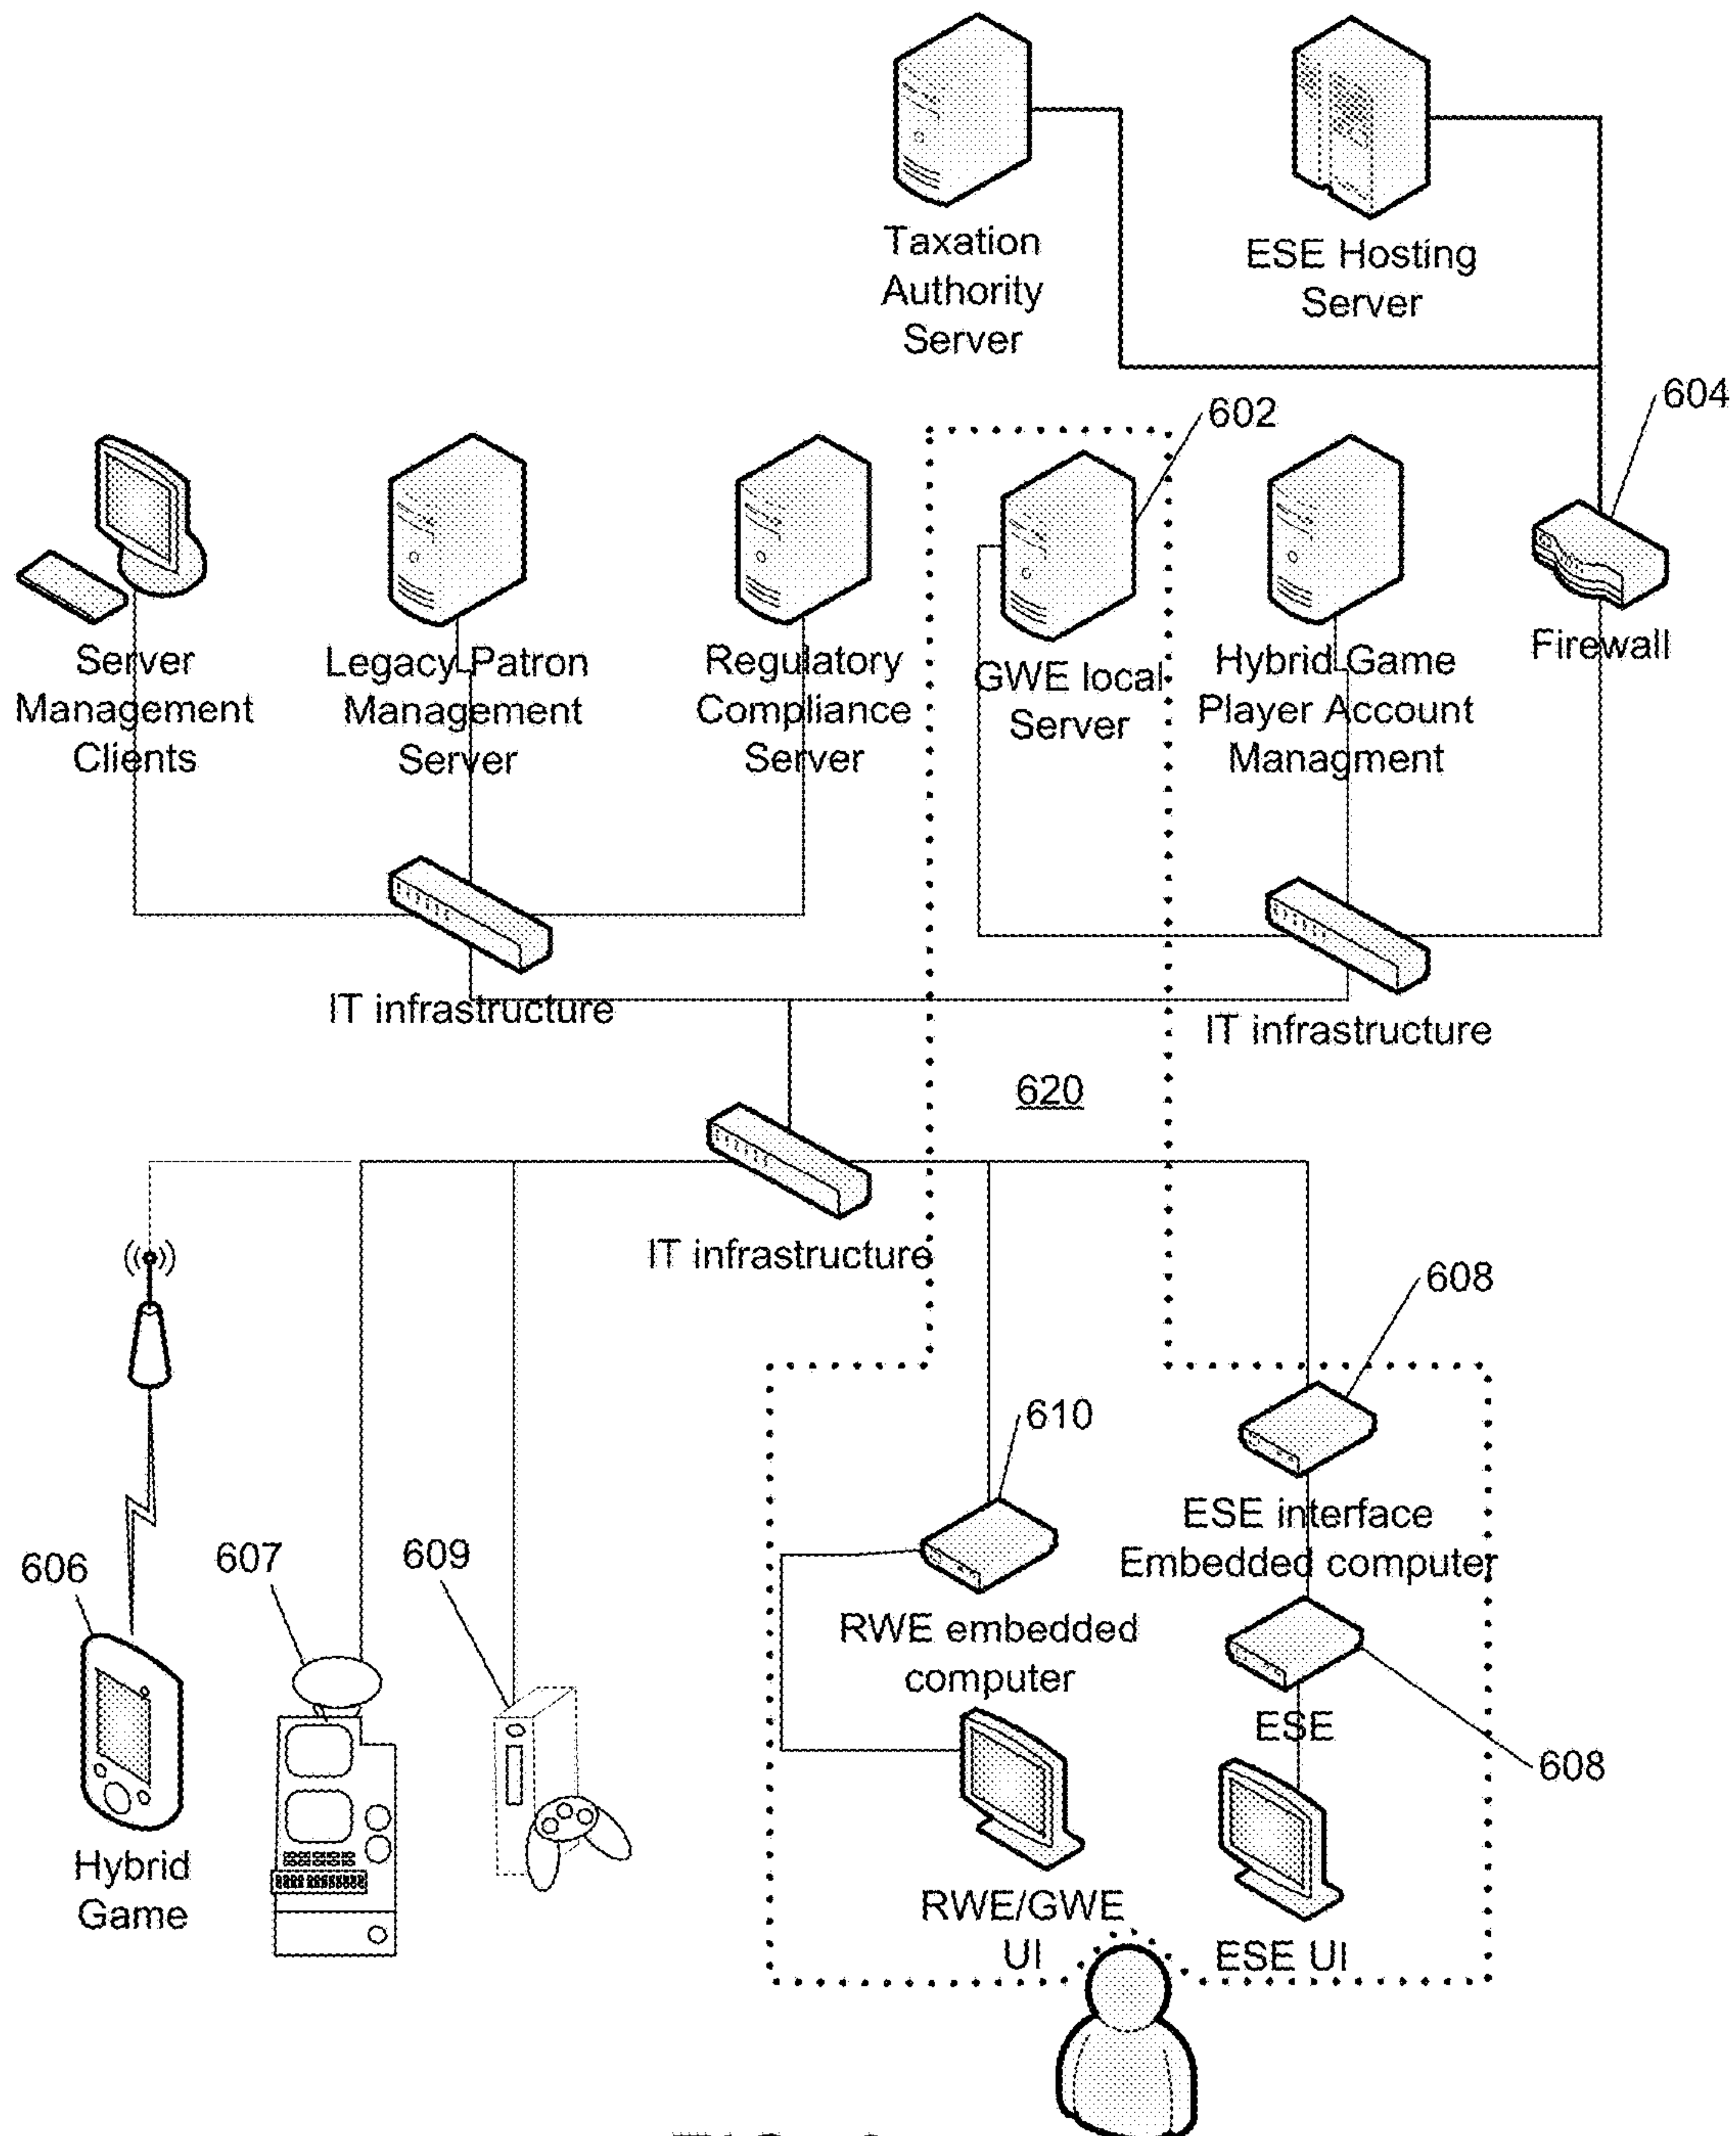 Taxation
Authority
Server
ESE Hosting
Server
602
604
Server
Management
Clients
Legacy Patron
Management
Server
Regulatory
Compliance
Server
GWE local
Server
Hybrid Game
Player Account
Managment
Firewall
IT infrastructure
IT infrastructure
620
IT infrastructure
608
610
ESE interface
Embedded computer
606
607
609
RWE embedded
computer
ESE
608
Hybrid
Game
RWE/GWE
UI
ESE UI